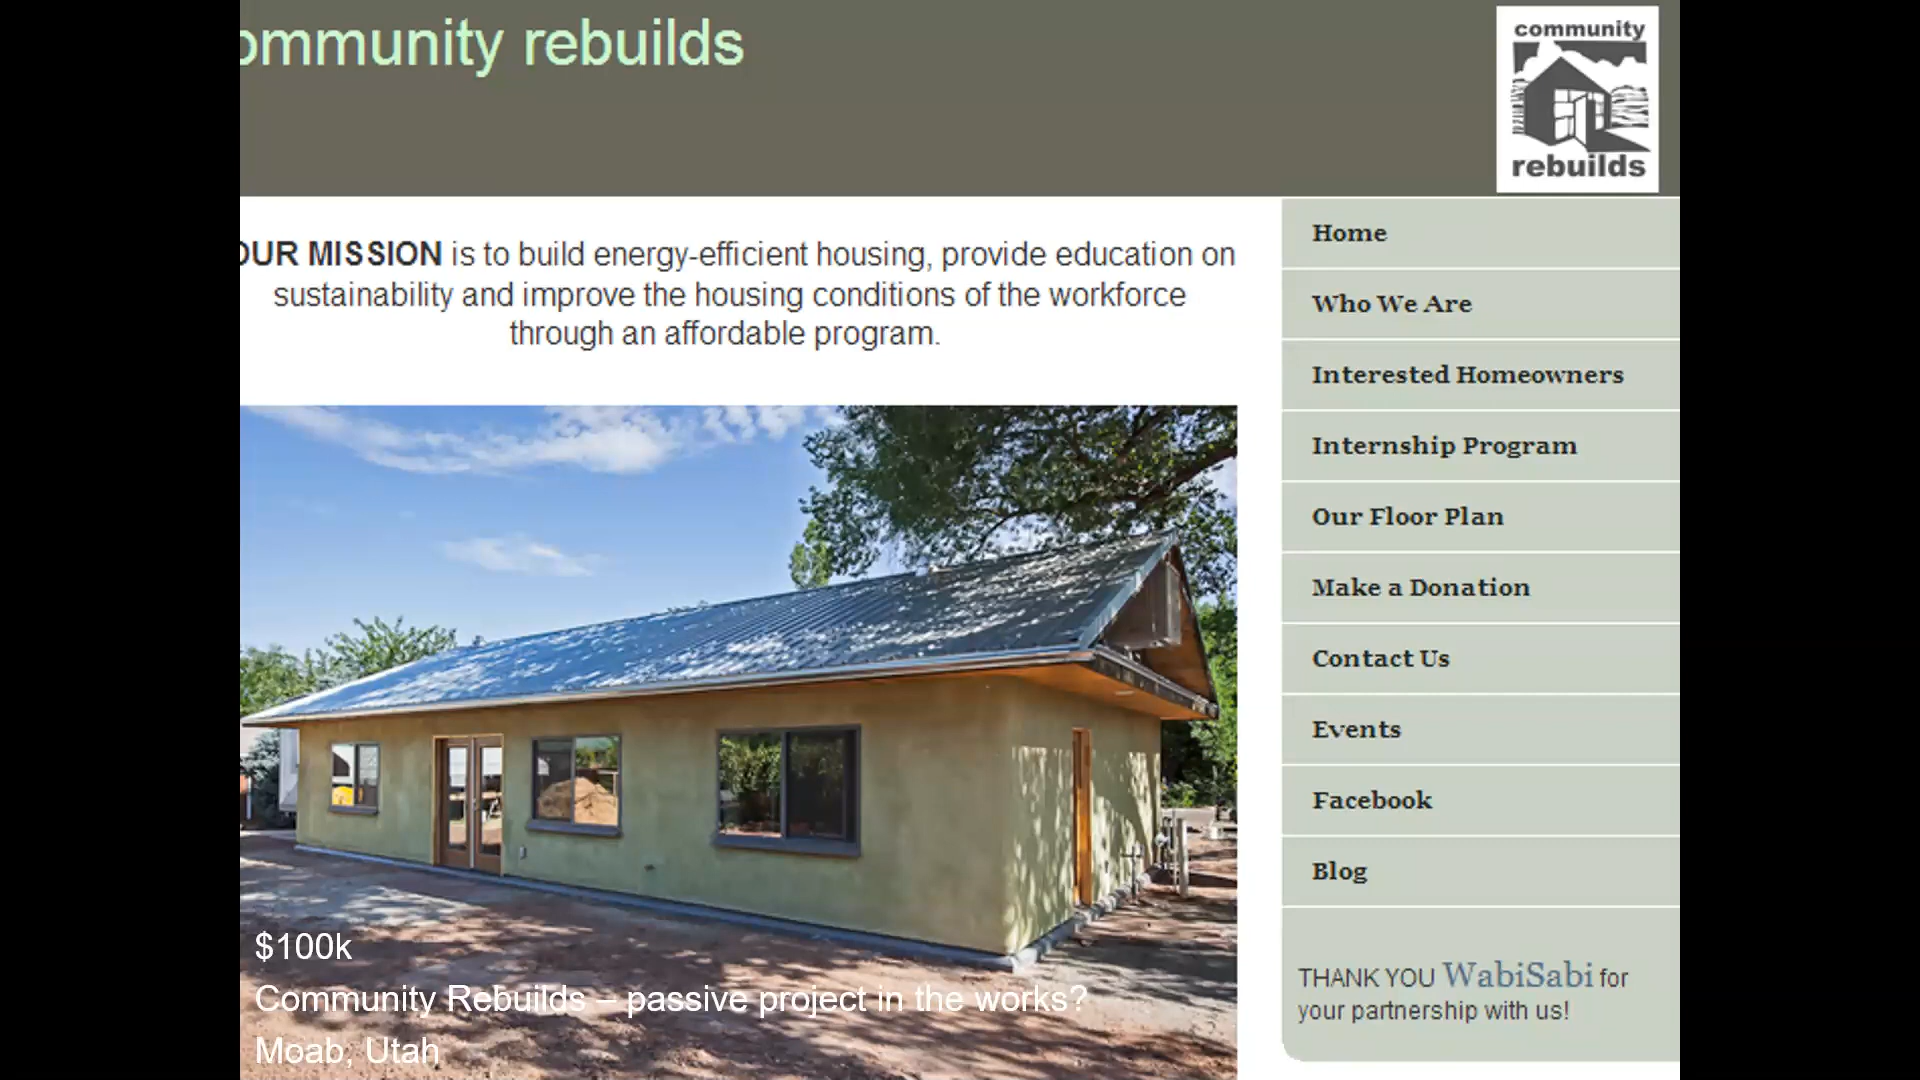 ommunity rebuilds
community
rebuilds
OUR MISSION is to build energy-efficient housing, provide education on
sustainability and improve the housing conditions of the workforce
through an affordable program.
Home
Who We Are
Interested Homeowners
Internship Program
Our Floor Plan
Make a Donation
Contact Us
Events
Facebook
Blog
THANK YOU WabiSabi for
your partnership with us!
$100k
Community Rebuilds – passive project in the works?
Moab, Utah